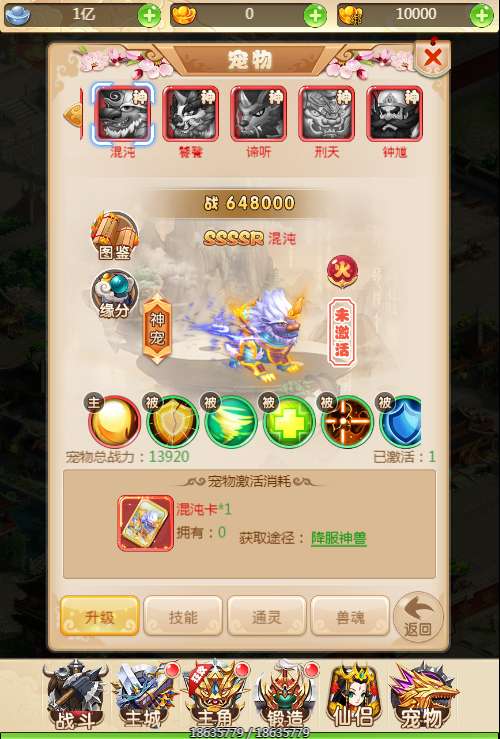 1亿
0
10000
宠物
神
神
神
神
神
混沌
饕餮
谛听
刑天
钟馗
战 648000
SSSSR 混沌
图鉴
火
缘分
神宠
未激活
主
被
被
被
被
被
宠物总战力：13920
已激活：1
宠物激活消耗
混沌卡*1
拥有：0
获取途径：降服神兽
升级
技能
通灵
兽魂
返回
战斗
主城
主角
锻造
仙侣
宠物
18635779 / 18635779